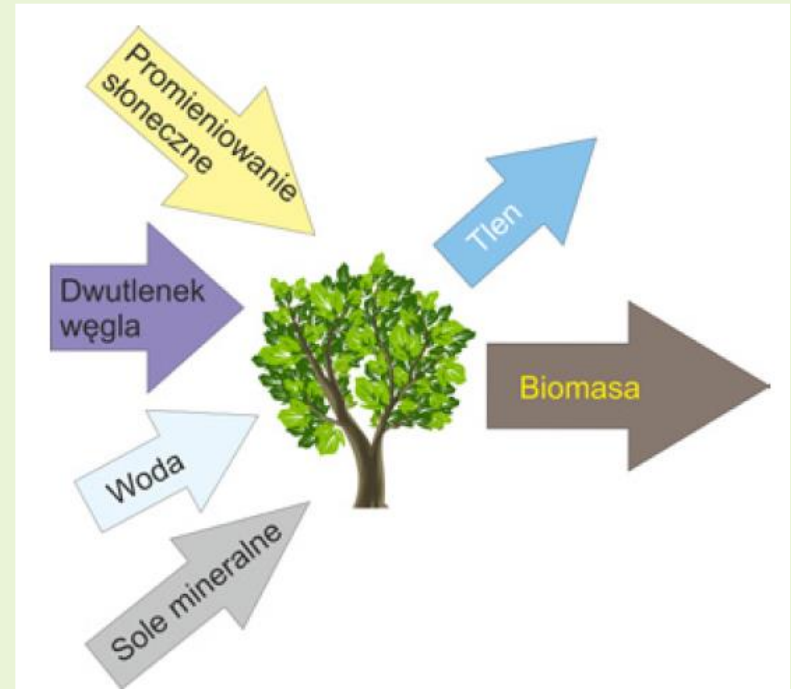 Promieniowanie
słoneczne
Dwutlenek
węgla
Woda
Sole mineralne
Tlen
Biomasa